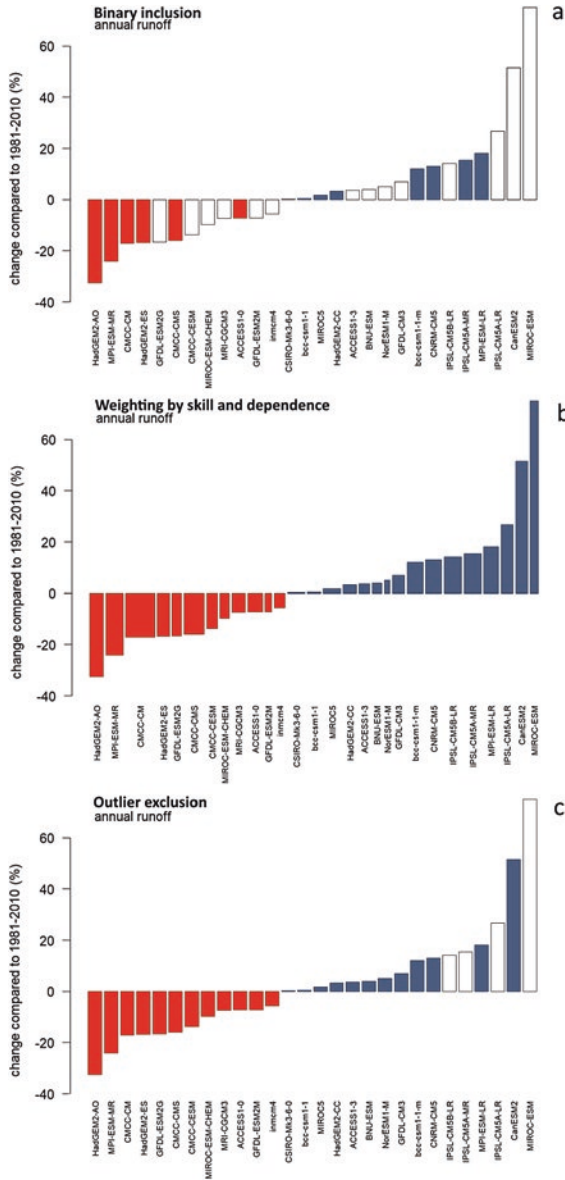 Binary inclusion
annual runoff
a
change compared to 1981-2010 (%)
60
40
20
0
-20
-40
HadGEM2-AO
MPI-ESM-MR
CMCC-CM
HadGEM2-ES
GFDL-ESM2G
CMCC-CMS
CMCC-CESM
MIROC-ESM-CHEM
MRI-CGCM3
ACCESS1-0
GFDL-ESM2M
inmcm4
CSIRO-Mk3-6-0
bcc-csm1-1
MIROC5
HadGEM2-CC
ACCESS1-3
BNU-ESM
NorESM1-M
GFDL-CM3
bcc-csm1-1-m
CNRM-CM5
IPSL-CM5B-LR
IPSL-CM5A-MR
MPI-ESM-LR
IPSL-CM5A-LR
CanESM2
MIROC-ESM
Weighting by skill and dependence
annual runoff
b
change compared to 1981-2010 (%)
60
40
20
0
-20
-40
HadGEM2-AO
MPI-ESM-MR
CMCC-CM
HadGEM2-ES
GFDL-ESM2G
CMCC-CMS
CMCC-CESM
MIROC-ESM-CHEM
MRI-CGCM3
ACCESS1-0
GFDL-ESM2M
inmcm4
CSIRO-Mk3-6-0
bcc-csm1-1
MIROC5
HadGEM2-CC
ACCESS1-3
BNU-ESM
NorESM1-M
GFDL-CM3
bcc-csm1-1-m
CNRM-CM5
IPSL-CM5B-LR
IPSL-CM5A-MR
MPI-ESM-LR
IPSL-CM5A-LR
CanESM2
MIROC-ESM
Outlier exclusion
annual runoff
c
change compared to 1981-2010 (%)
60
40
20
0
-20
-40
HadGEM2-AO
MPI-ESM-MR
CMCC-CM
HadGEM2-ES
GFDL-ESM2G
CMCC-CMS
CMCC-CESM
MIROC-ESM-CHEM
MRI-CGCM3
ACCESS1-0
GFDL-ESM2M
inmcm4
CSIRO-Mk3-6-0
bcc-csm1-1
MIROC5
HadGEM2-CC
ACCESS1-3
BNU-ESM
NorESM1-M
GFDL-CM3
bcc-csm1-1-m
CNRM-CM5
IPSL-CM5B-LR
IPSL-CM5A-MR
MPI-ESM-LR
IPSL-CM5A-LR
CanESM2
MIROC-ESM